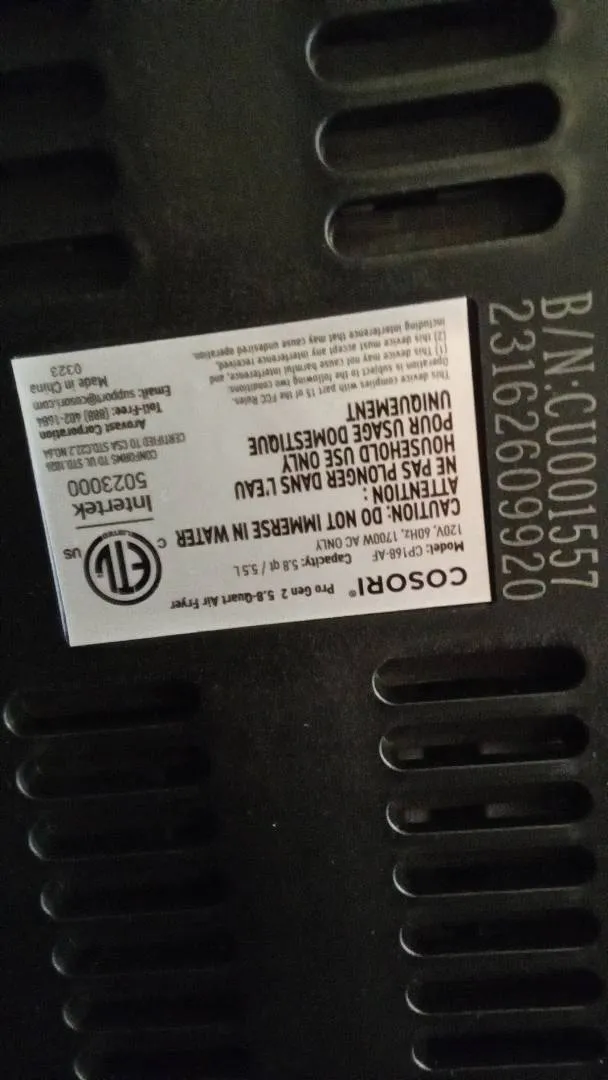 COSORI® Pro Gen 2 5.8-Quart Air Fryer
Model: CP168-AF Capacity: 5.8 qt / 5.5 L
120V, 60Hz, 1700W AC ONLY
CAUTION: DO NOT IMMERSE IN WATER
ATTENTION :
NE PAS PLONGER DANS L'EAU
HOUSEHOLD USE ONLY
POUR USAGE DOMESTIQUE
UNIQUEMENT
This device complies with part 15 of the FCC Rules.
Operation is subject to the following two conditions:
(1) This device may not cause harmful interference, and
(2) this device must accept any interference received,
including interference that may cause undesired operation.
C ETL US
LISTED
Intertek
5023000
CONFORMS TO UL STD.1026
CERTIFIED TO CSA STD.C22.2 NO.64
Arovast Corporation
Toll-Free: (888) 402-1684
Email: support@cosori.com
Made in China
0323
B/N:CU001557
2316260992​0